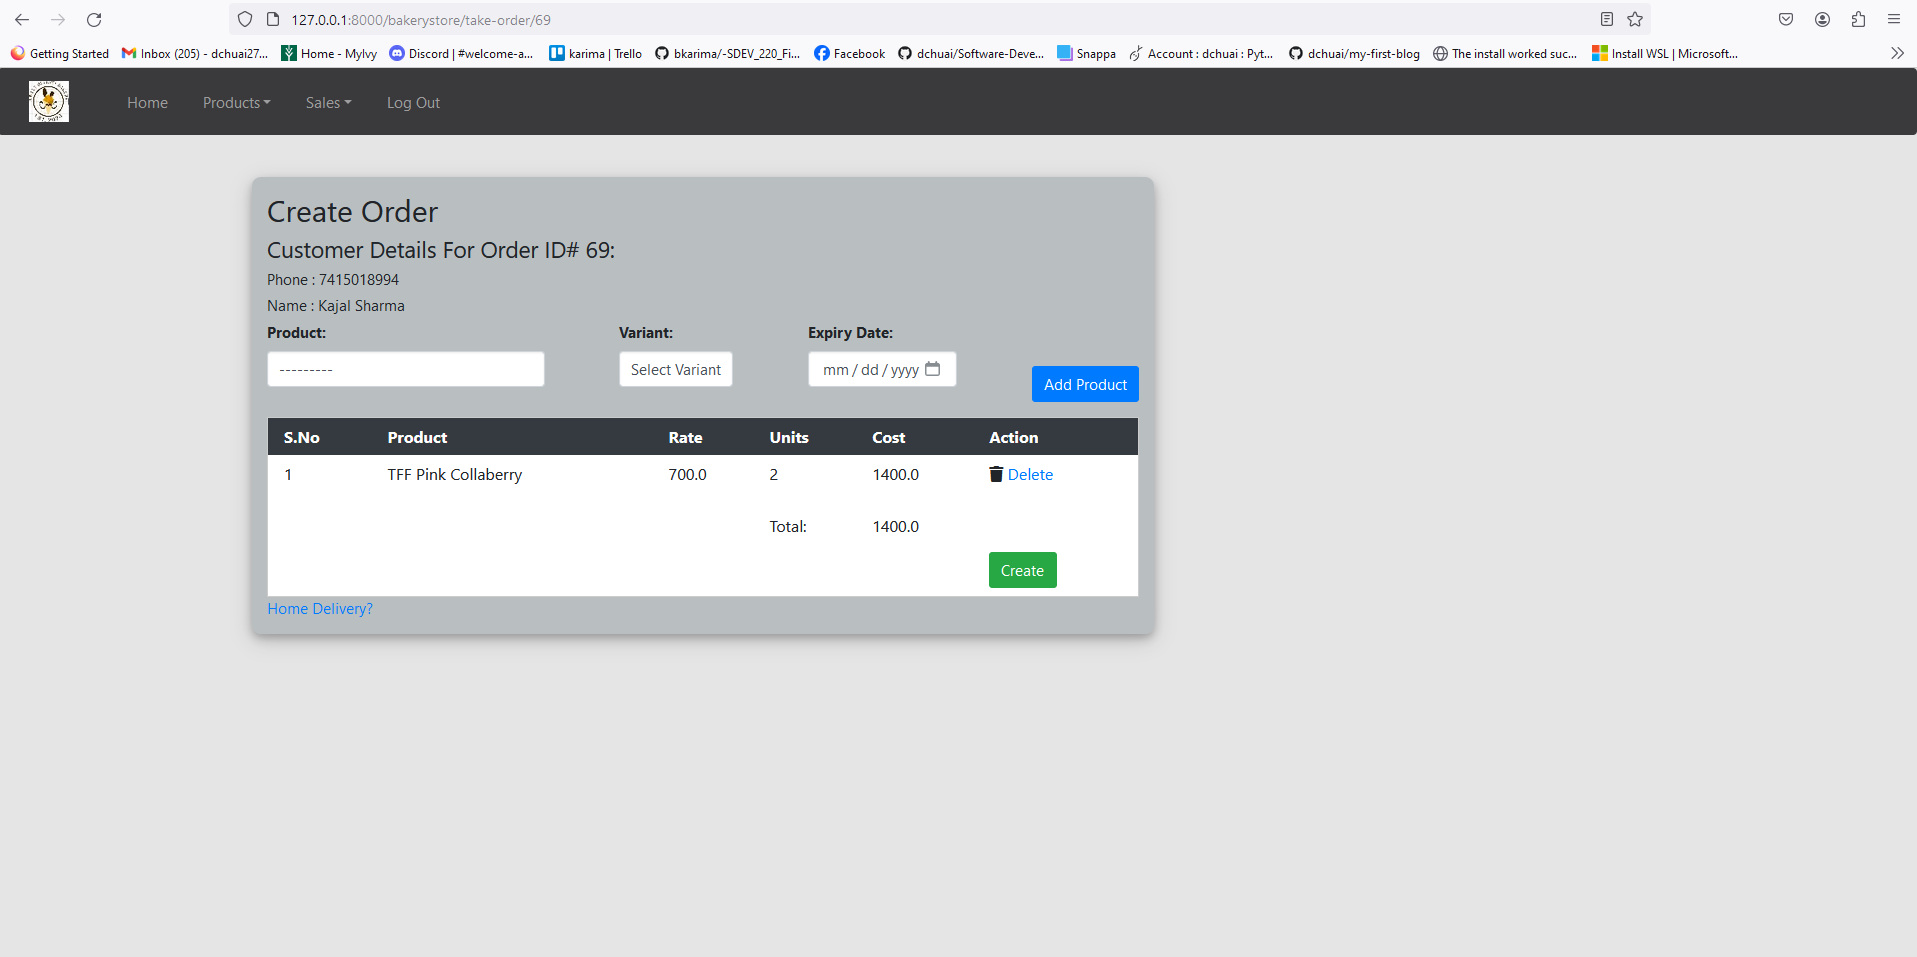 127.0.0.1:8000/bakerystore/take-order/69
Getting Started Inbox (205) - dchuai27... Home - MyIvy Discord | #welcome-a... karima | Trello bkarima/-SDEV_220_Fi... Facebook dchuai/Software-Deve... Snappa Account : dchuai : Pyt... dchuai/my-first-blog The install worked suc... Install WSL | Microsoft...
Home Products Sales Log Out
Create Order
Customer Details For Order ID# 69:
Phone : 7415018994
Name : Kajal Sharma
Product: Variant: Expiry Date:
--------- Select Variant mm / dd / yyyy
Add Product
S.No Product Rate Units Cost Action
1 TFF Pink Collaberry 700.0 2 1400.0 Delete
Total: 1400.0
Create
Home Delivery?